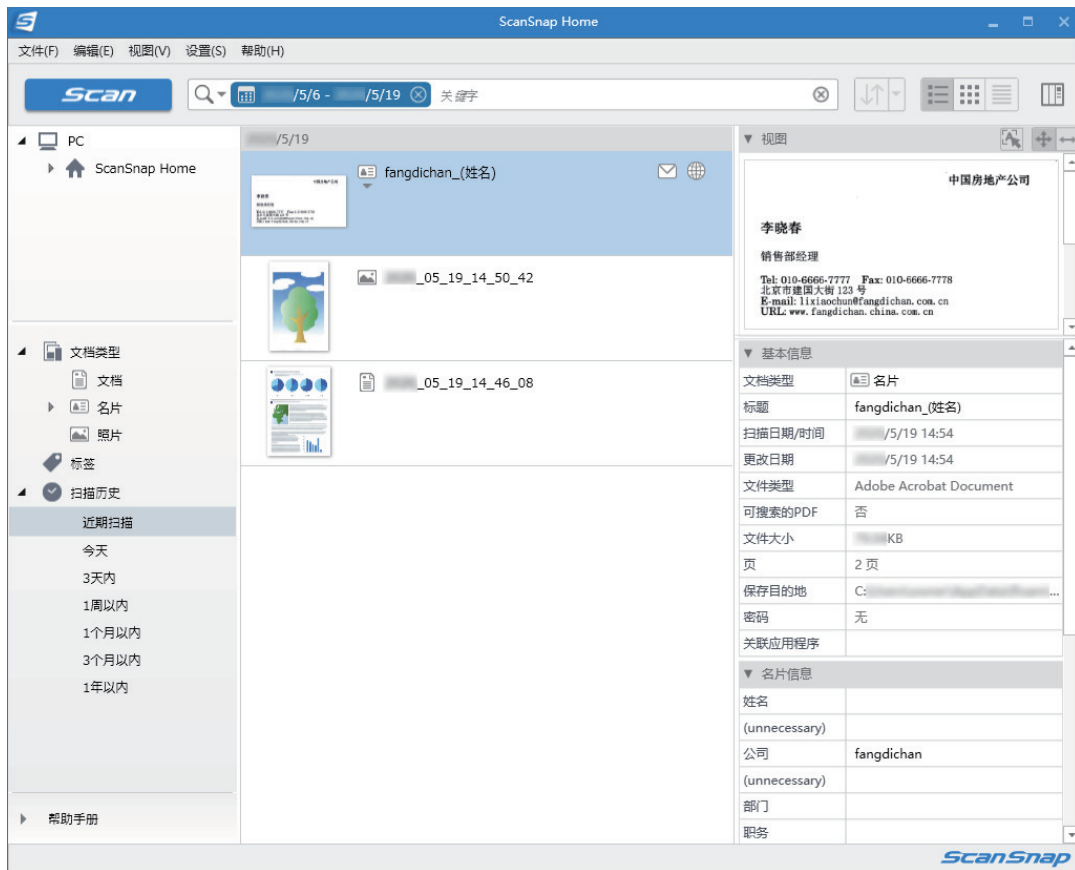 ScanSnap Home
文件(F) 编辑(E) 视图(V) 设置(S) 帮助(H)
Scan
/5/6 - /5/19 关键字
PC
ScanSnap Home
文档类型
文档
名片
照片
标签
扫描历史
近期扫描
今天
3天内
1周以内
1个月以内
3个月以内
1年以内
帮助手册
/5/19
fangdichan_(姓名)
_05_19_14_50_42
_05_19_14_46_08
视图
中国房地产公司
李晓春
销售部经理
Tel: 010-6666-7777 Fax: 010-6666-7778
北京市建国大街 123 号
E-mail: lixiaochun@fangdichan.com.cn
URL: www.fangdichan.china.com.cn
基本信息
文档类型 名片
标题 fangdichan_(姓名)
扫描日期/时间 /5/19 14:54
更改日期 /5/19 14:54
文件类型 Adobe Acrobat Document
可搜索的PDF 否
文件大小 KB
页 2 页
保存目的地 C: ...
密码 无
关联应用程序
名片信息
姓名
(unnecessary)
公司 fangdichan
(unnecessary)
部门
职务
ScanSnap